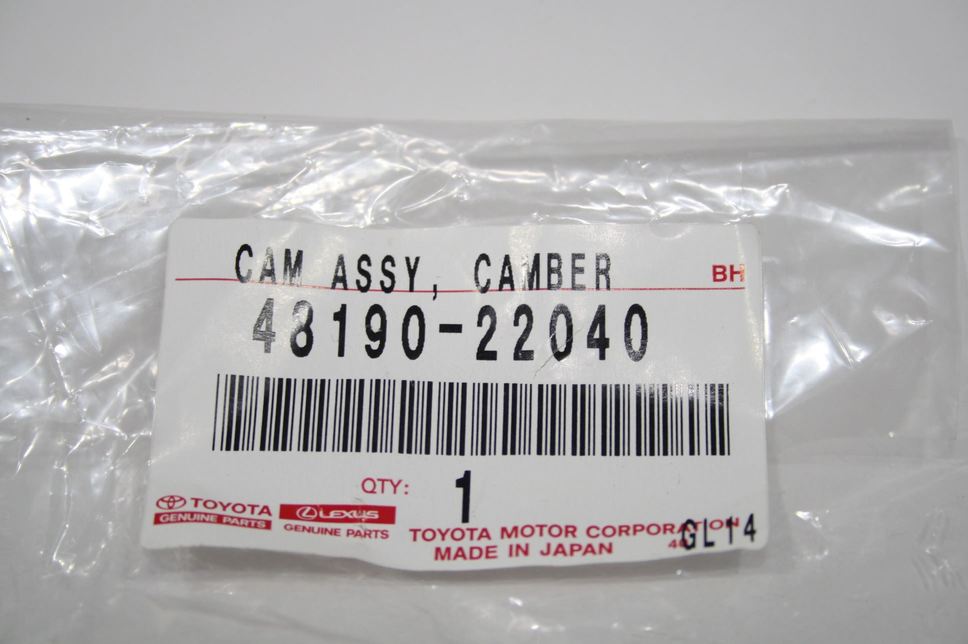 CAM ASSY, CAMBER BH
48190-22040
QTY: 1
TOYOTA
GENUINE PARTS
LEXUS
GENUINE PARTS
TOYOTA MOTOR CORPORATION
MADE IN JAPAN
GL14